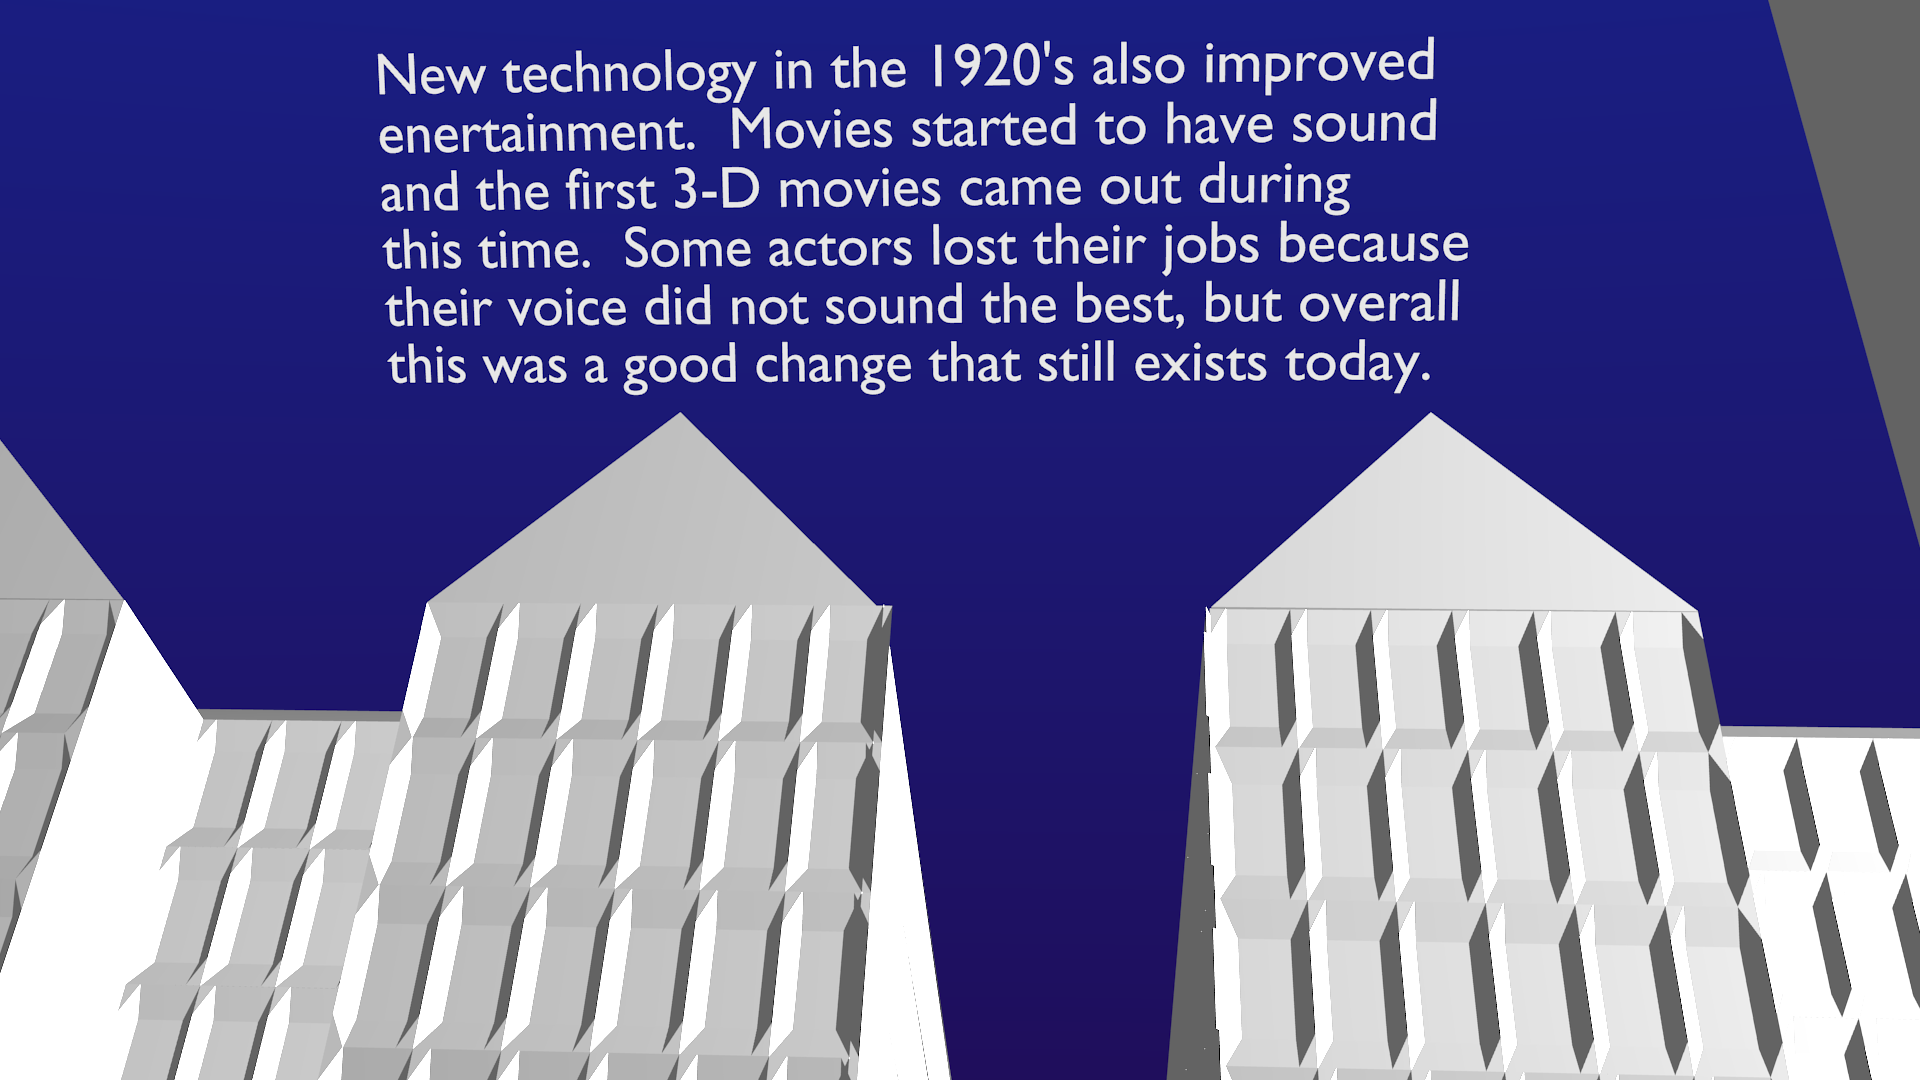 New technology in the 1920's also improved
enertainment.  Movies started to have sound
and the first 3-D movies came out during
this time.  Some actors lost their jobs because
their voice did not sound the best, but overall
this was a good change that still exists today.